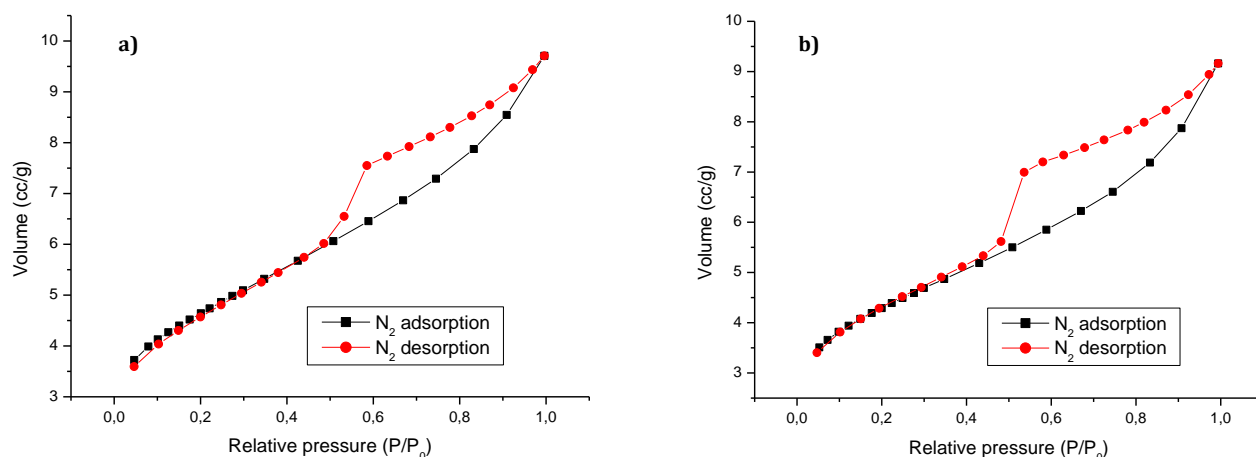 a)
10
9
8
7
6
5
4
3
Volume (cc/g)
N₂ adsorption
N₂ desorption
0,0 0,2 0,4 0,6 0,8 1,0
Relative pressure (P/P₀)
b)
10
9
8
7
6
5
4
3
Volume (cc/g)
N₂ adsorption
N₂ desorption
0,0 0,2 0,4 0,6 0,8 1,0
Relative pressure (P/P₀)